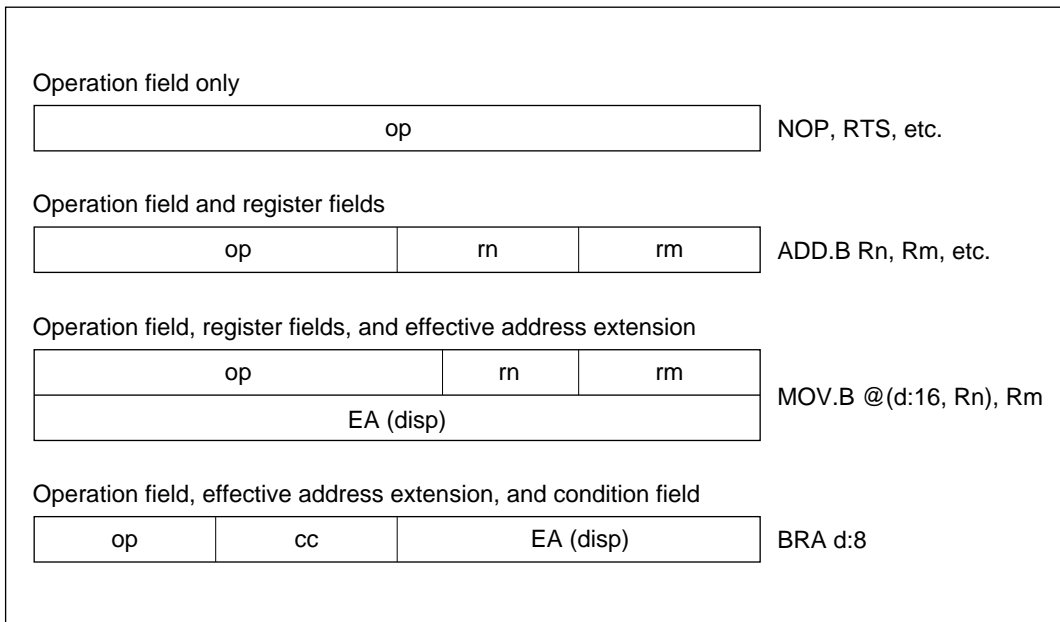 Operation field only
op
NOP, RTS, etc.
Operation field and register fields
op rn rm
ADD.B Rn, Rm, etc.
Operation field, register fields, and effective address extension
op rn rm
EA (disp)
MOV.B @(d:16, Rn), Rm
Operation field, effective address extension, and condition field
op cc EA (disp)
BRA d:8